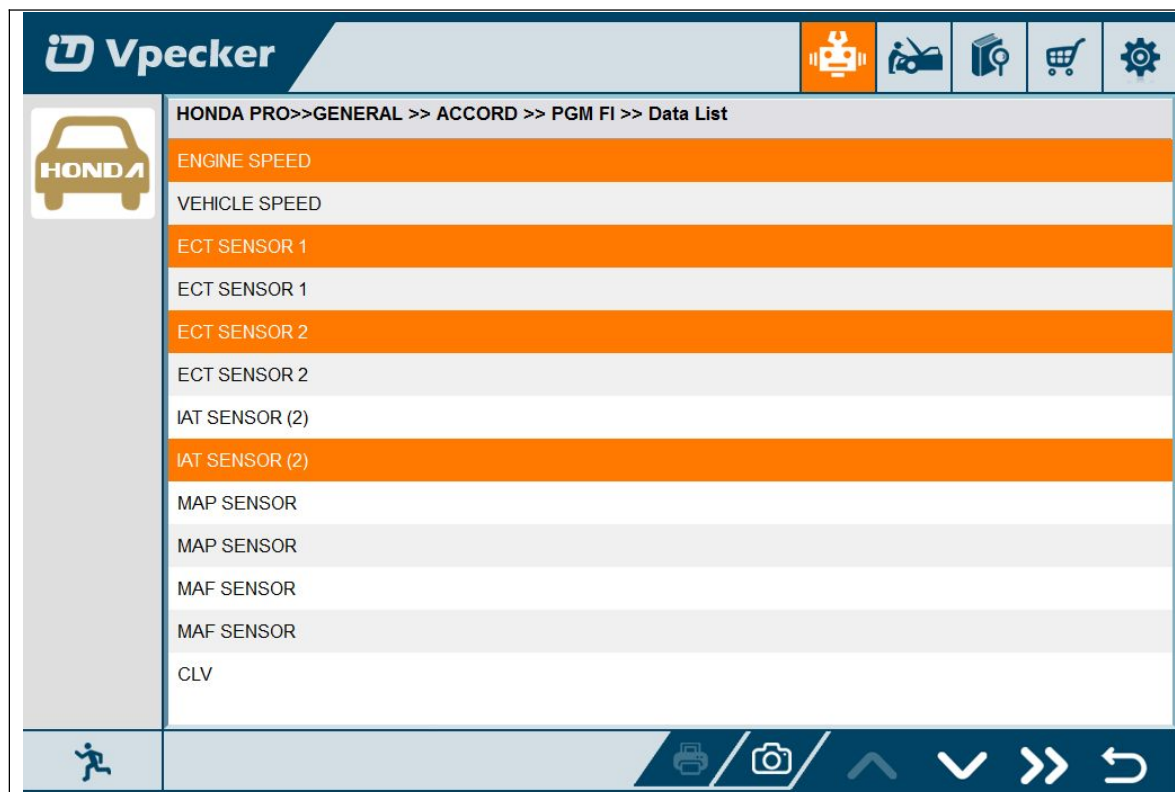 Vpecker
HONDA PRO>>GENERAL >> ACCORD >> PGM FI >> Data List
HONDA
ENGINE SPEED
VEHICLE SPEED
ECT SENSOR 1
ECT SENSOR 1
ECT SENSOR 2
ECT SENSOR 2
IAT SENSOR (2)
IAT SENSOR (2)
MAP SENSOR
MAP SENSOR
MAF SENSOR
MAF SENSOR
CLV